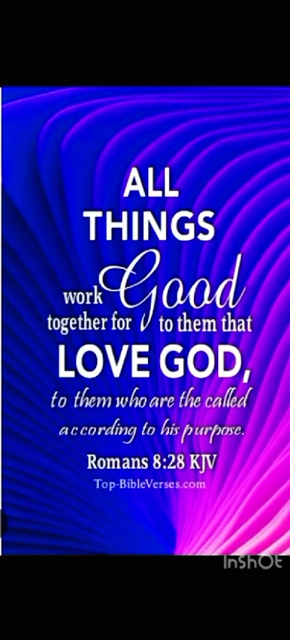 ALL
THINGS
work Good
together for to them that
LOVE GOD,
to them who are the called
according to his purpose.
Romans 8:28 KJV
Top-BibleVerses.com
InShOt